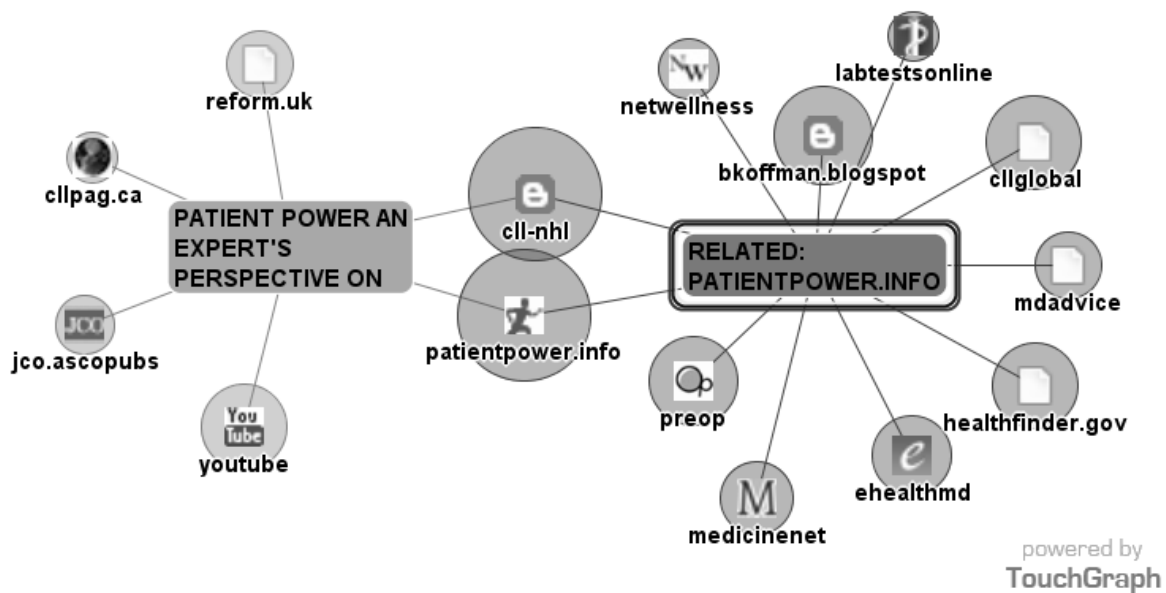 reform.uk
cllpag.ca
PATIENT POWER AN
EXPERT'S
PERSPECTIVE ON
JCO
jco.ascopubs
You
Tube
youtube
cll-nhl
patientpower.info
NW
netwellness
labtestsonline
bkoffman.blogspot
cllglobal
RELATED:
PATIENTPOWER.INFO
mdadvice
preop
healthfinder.gov
e
ehealthmd
M
medicinenet
powered by
TouchGraph